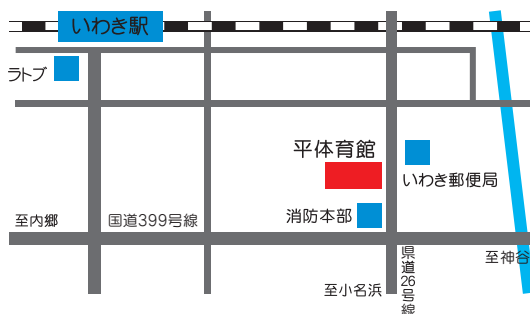 いわき駅
ラトブ
平体育館
いわき郵便局
消防本部
至内郷
国道399号線
県道26号線
至神谷
至小名浜